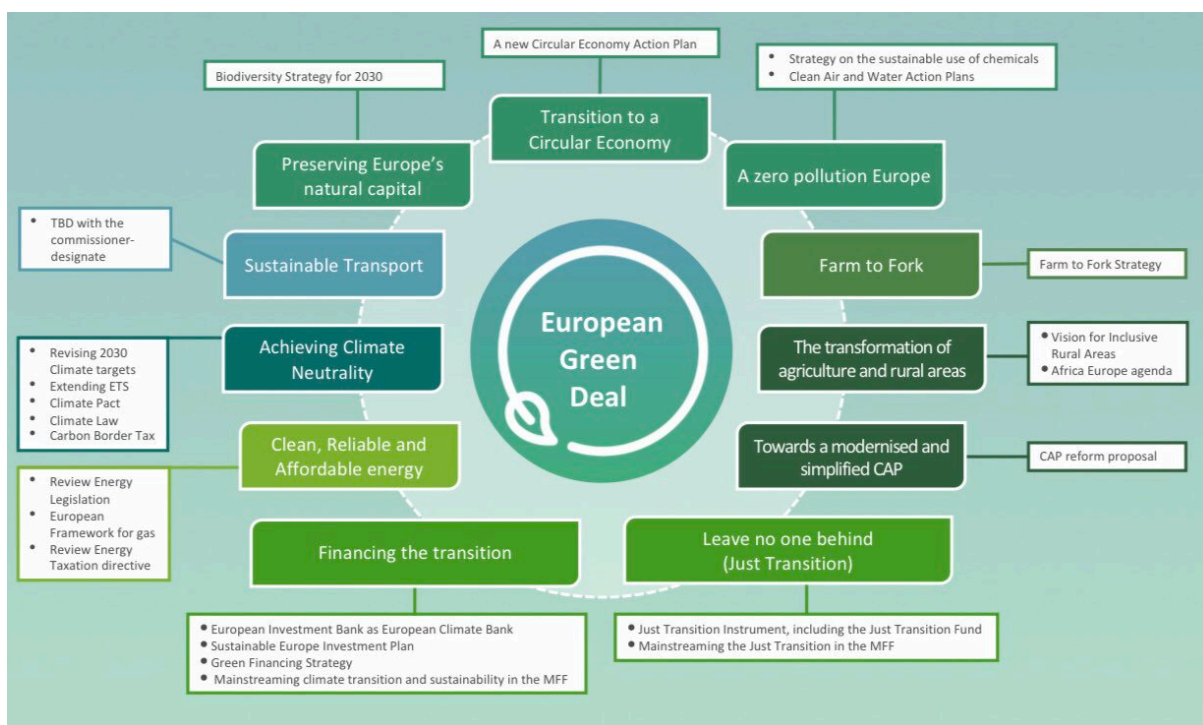 A new Circular Economy Action Plan
Biodiversity Strategy for 2030
• Strategy on the sustainable use of chemicals
• Clean Air and Water Action Plans
Transition to a
Circular Economy
Preserving Europe's
natural capital
A zero pollution Europe
• TBD with the
commissioner-
designate
Sustainable Transport
Farm to Fork
Farm to Fork Strategy
European
Green
Deal
Achieving Climate
Neutrality
• Revising 2030
Climate targets
• Extending ETS
• Climate Pact
• Climate Law
• Carbon Border Tax
The transformation of
agriculture and rural areas
• Vision for Inclusive
Rural Areas
• Africa Europe agenda
Clean, Reliable and
Affordable energy
• Review Energy
Legislation
• European
Framework for gas
• Review Energy
Taxation directive
Towards a modernised and
simplified CAP
CAP reform proposal
Financing the transition
Leave no one behind
(Just Transition)
• European Investment Bank as European Climate Bank
• Sustainable Europe Investment Plan
• Green Financing Strategy
• Mainstreaming climate transition and sustainability in the MFF
• Just Transition Instrument, including the Just Transition Fund
• Mainstreaming the Just Transition in the MFF